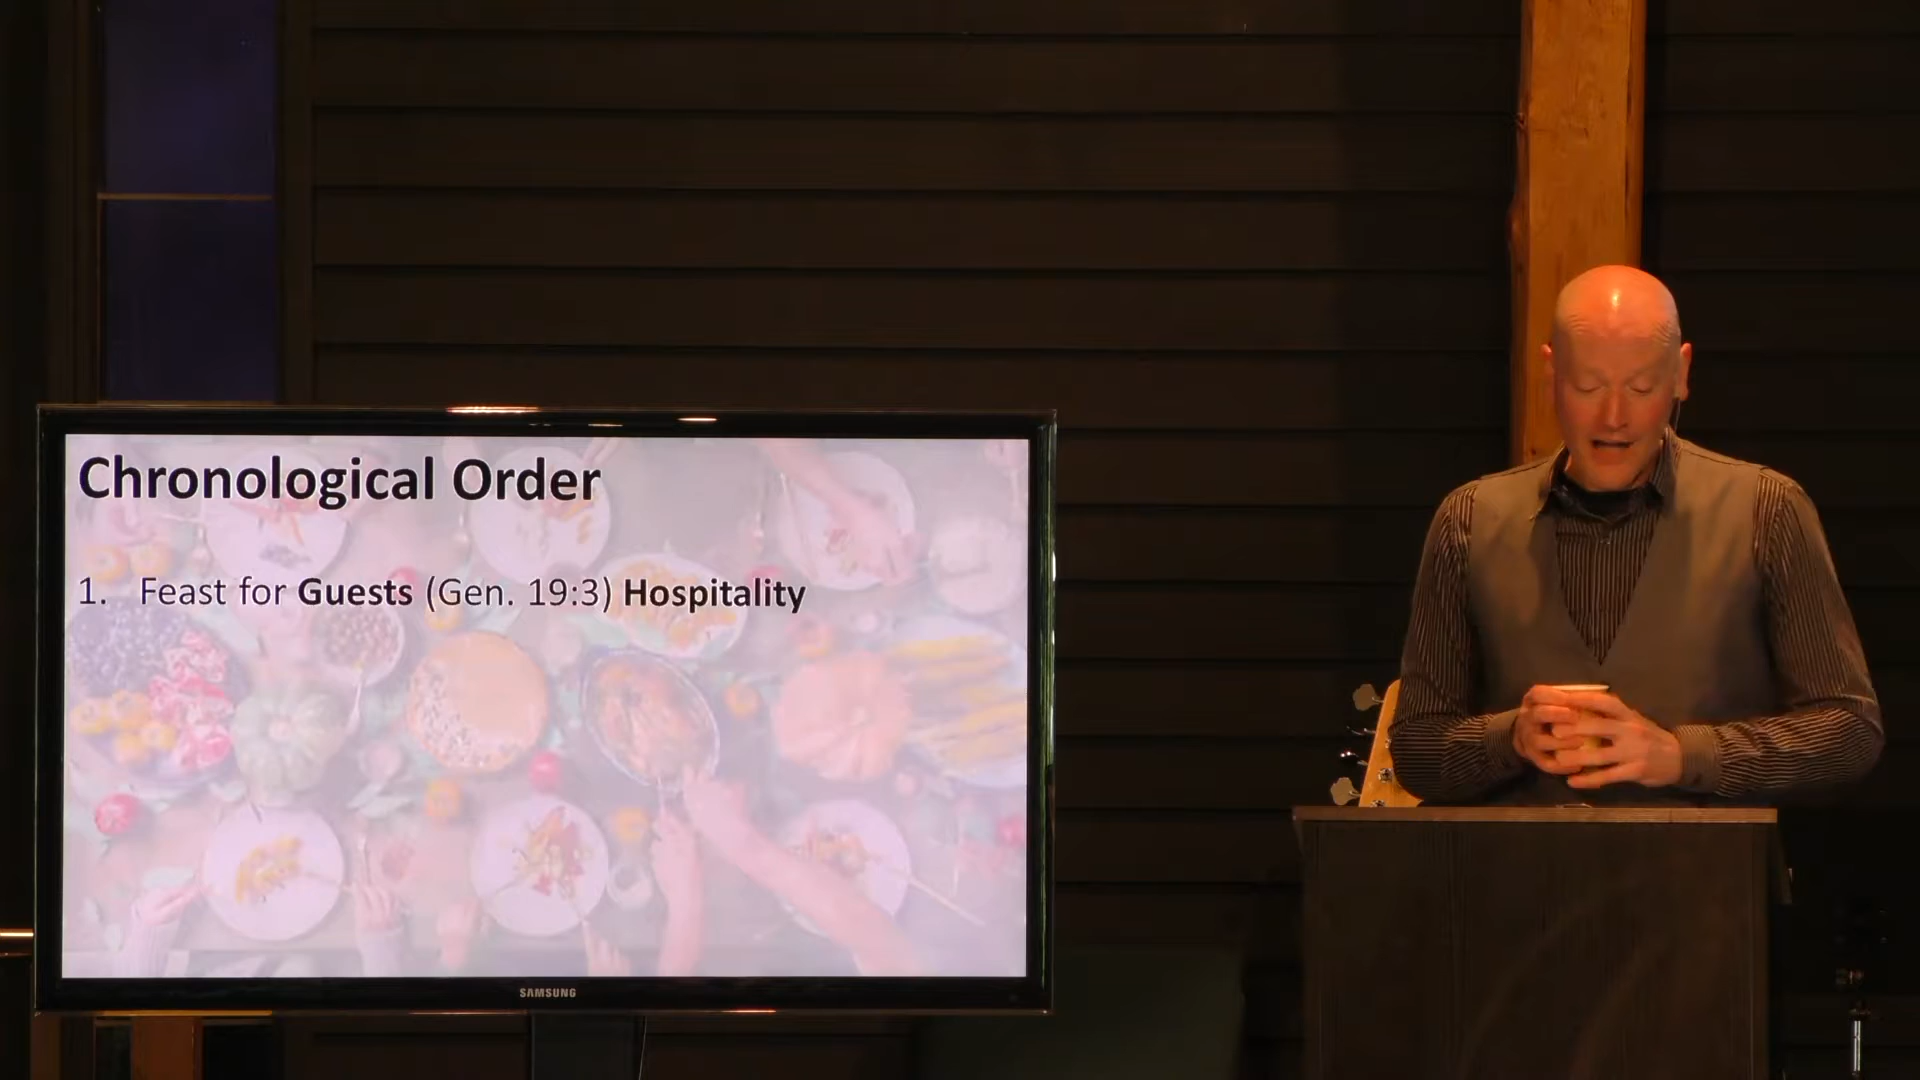 Chronological Order
1. Feast for Guests (Gen. 19:3) Hospitality
SAMSUNG